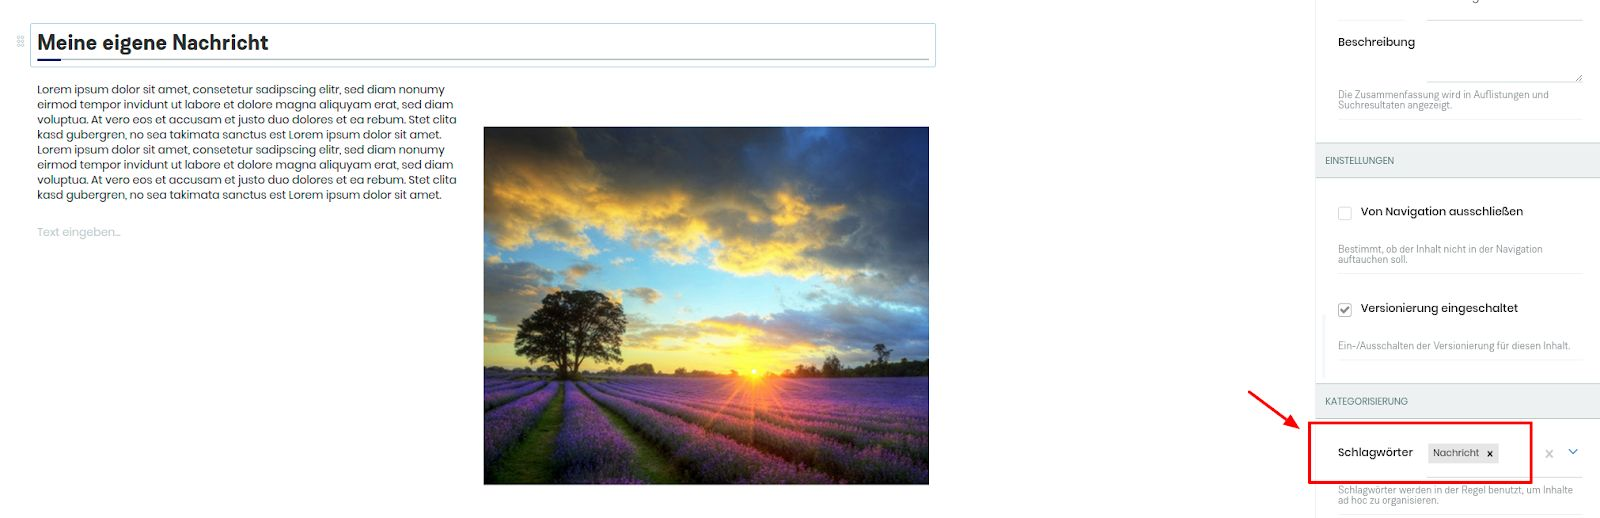 Meine eigene Nachricht
Lorem ipsum dolor sit amet, consetetur sadipscing elitr, sed diam nonumy
eirmod tempor invidunt ut labore et dolore magna aliquyam erat, sed diam
voluptua. At vero eos et accusam et justo duo dolores et ea rebum. Stet clita
kasd gubergren, no sea takimata sanctus est Lorem ipsum dolor sit amet.
Lorem ipsum dolor sit amet, consetetur sadipscing elitr, sed diam nonumy
eirmod tempor invidunt ut labore et dolore magna aliquyam erat, sed diam
voluptua. At vero eos et accusam et justo duo dolores et ea rebum. Stet clita
kasd gubergren, no sea takimata sanctus est Lorem ipsum dolor sit amet.
Text eingeben...
Beschreibung
Die Zusammenfassung wird in Auflistungen und
Suchresultaten angezeigt.
EINSTELLUNGEN
Von Navigation ausschließen
Bestimmt, ob der Inhalt nicht in der Navigation
auftauchen soll.
Versionierung eingeschaltet
Ein-/Ausschalten der Versionierung für diesen Inhalt.
KATEGORISIERUNG
Schlagwörter Nachricht x
Schlagwörter werden in der Regel benutzt, um Inhalte
ad hoc zu organisieren.